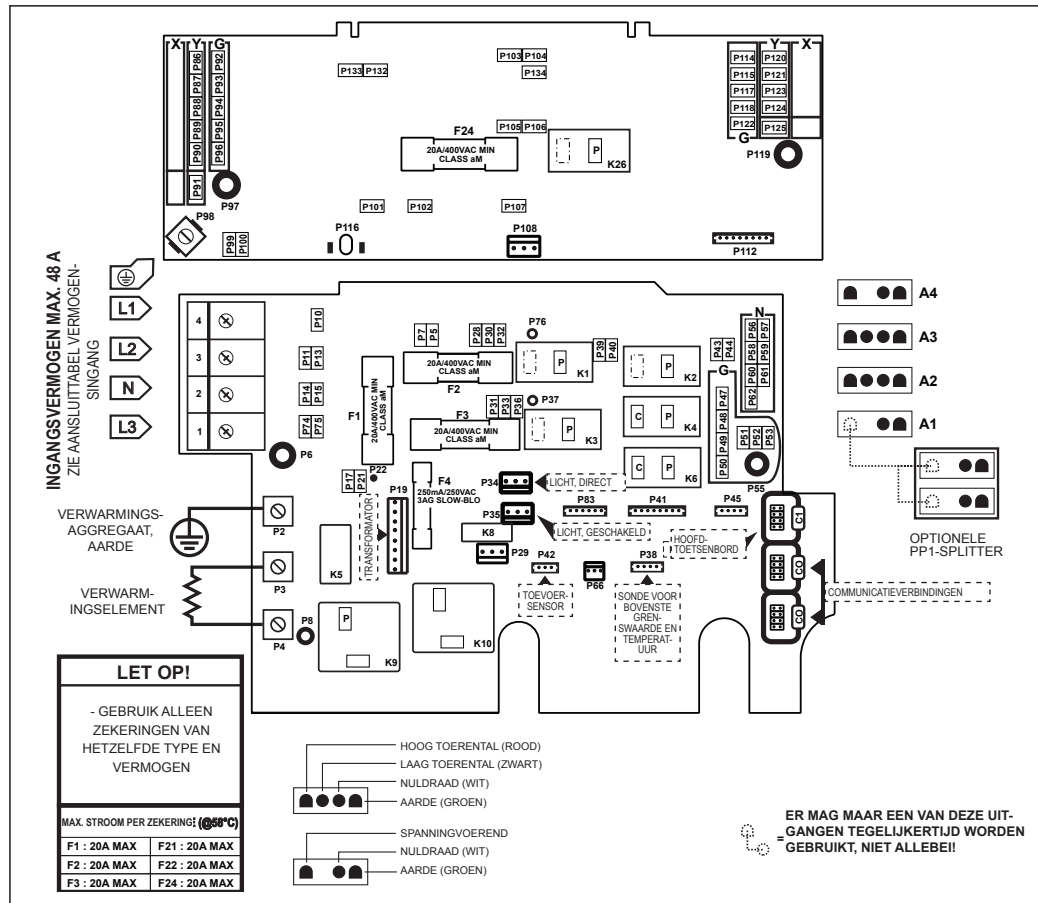 X Y G
P86
P87
P88
P89
P90
P91
P92
P93
P94
P95
P96
P97
P98
P99
P100
P133 P132
P103 P104
P134
P105 P106
F24
20A/400VAC MIN
CLASS aM
P
K26
P101
P102
P107
P116
P108
P112
Y X
P114 P120
P115 P121
P117 P123
P118 P124
P122 P125
G
P119
INGANGSVERMOGEN MAX. 48 A
ZIE AANSLUITTABEL VERMOGEN-
SINGANG
L1
L2
N
L3
4
3
2
1
P10
P11 P13
P14 P15
P74 P75
P6
P7 P5
P28 P30 P32
P76
20A/400VAC MIN
CLASS aM
F2
P
K1
P39 P40
P
K2
P43 P44
N
P56 P57
P58 P59
P60 P61
P62
G
P47
P48
P49
P50
P51
P52
P53
P55
F1
20A/400VAC MIN
CLASS aM
F3
20A/400VAC MIN
CLASS aM
P31 P33 P36
P37
P
K3
C P
K4
C P
K6
P17 P21
P22
P19
TRANSFORMATOR
F4
250mA/250VAC
3AG SLOW-BLO
P34
LICHT, DIRECT
P35
LICHT, GESCHAKELD
K8
P29
P83
P41
P45
P42
TOEVOER-
SENSOR
P66
P38
SONDE VOOR
BOVENSTE
GREN-
SWAARDE EN
TEMPERAT-
UUR
HOOFD-
TOETSENBORD
C1
CO
CO
COMMUNICATIEVERBINDINGEN
VERWARMINGS-
AGGREGAAT,
AARDE
P2
P3
VERWARM-
INGSELEMENT
P4
P8
K5
P
K9
K10
A4
A3
A2
A1
OPTIONELE
PP1-SPLITTER
LET OP!
- GEBRUIK ALLEEN
ZEKERINGEN VAN
HETZELFDE TYPE EN
VERMOGEN
MAX. STROOM PER ZEKERING: (@58°C)
F1 : 20A MAX F21 : 20A MAX
F2 : 20A MAX F22 : 20A MAX
F3 : 20A MAX F24 : 20A MAX
HOOG TOERENTAL (ROOD)
LAAG TOERENTAL (ZWART)
NULDRAAD (WIT)
AARDE (GROEN)
SPANNINGVOEREND
NULDRAAD (WIT)
AARDE (GROEN)
ER MAG MAAR EEN VAN DEZE UIT-
= GANGEN TEGELIJKERTIJD WORDEN
GEBRUIKT, NIET ALLEBEI!